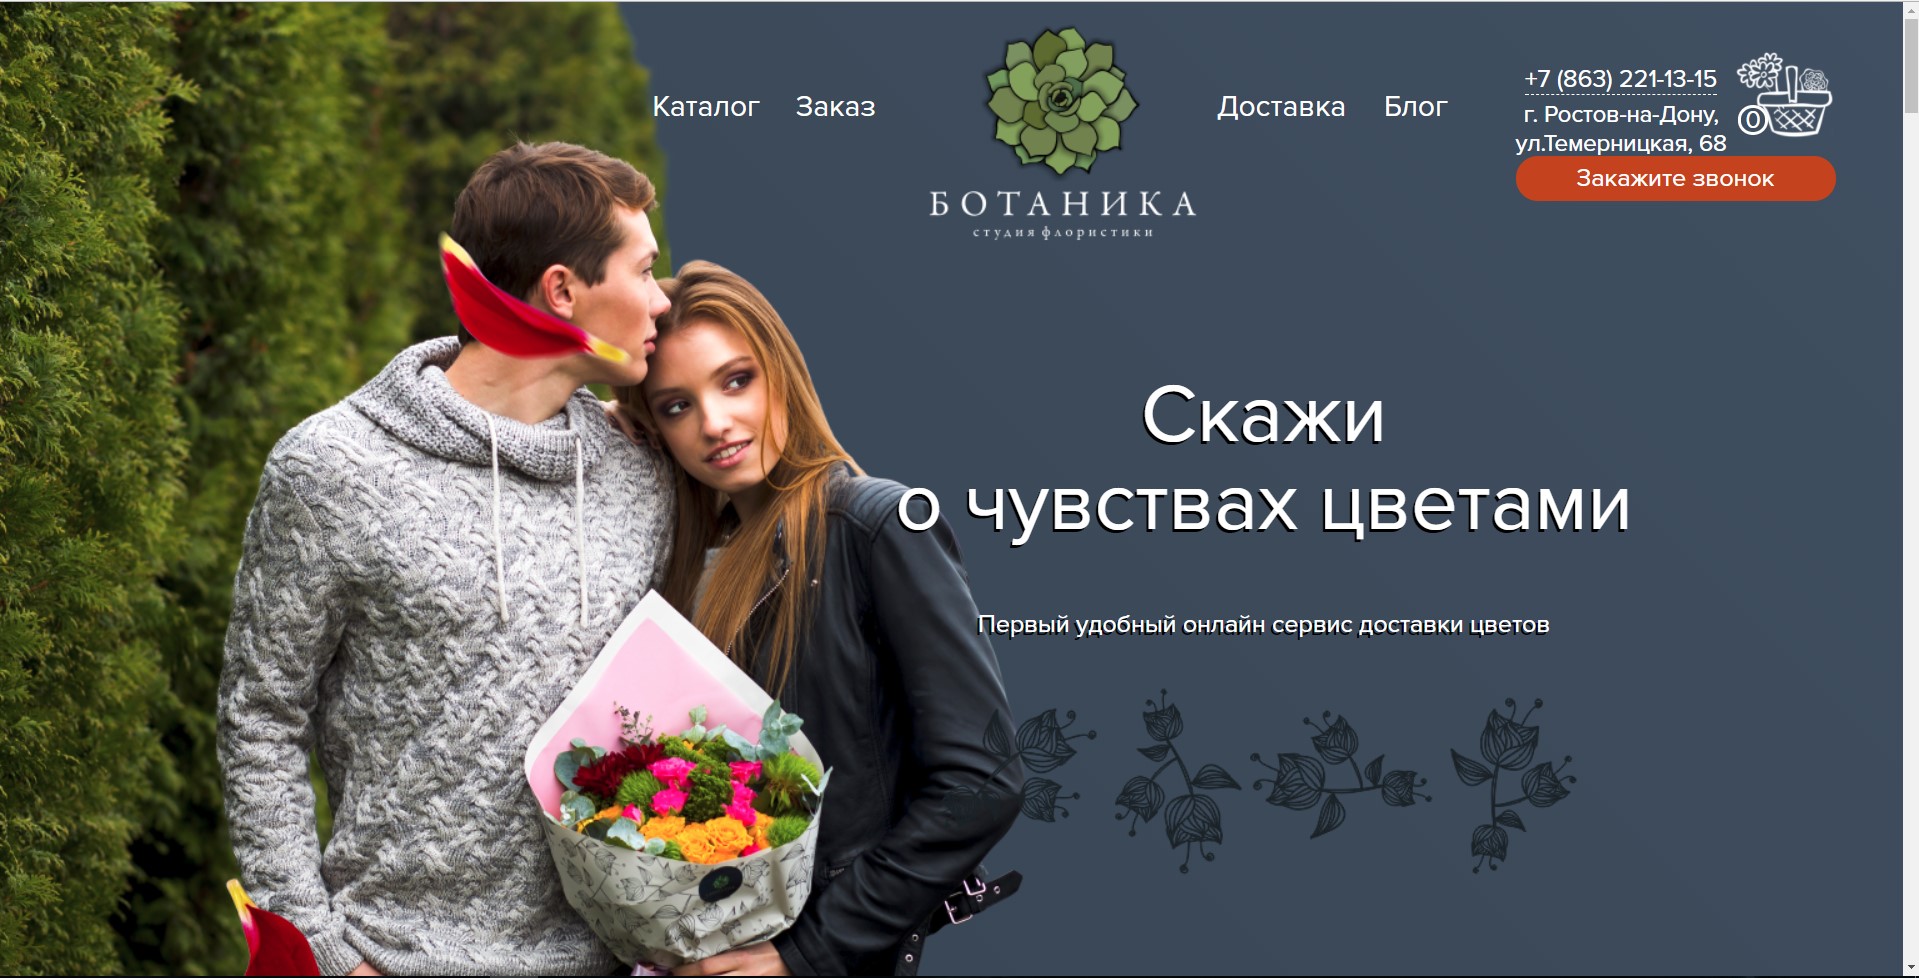 Каталог
Заказ
БОТАНИКА
студия флористики
Доставка
Блог
+7 (863) 221-13-15
г. Ростов-на-Дону,
ул.Темерницкая, 68
0
Закажите звонок
Скажи
о чувствах цветами
Первый удобный онлайн сервис доставки цветов